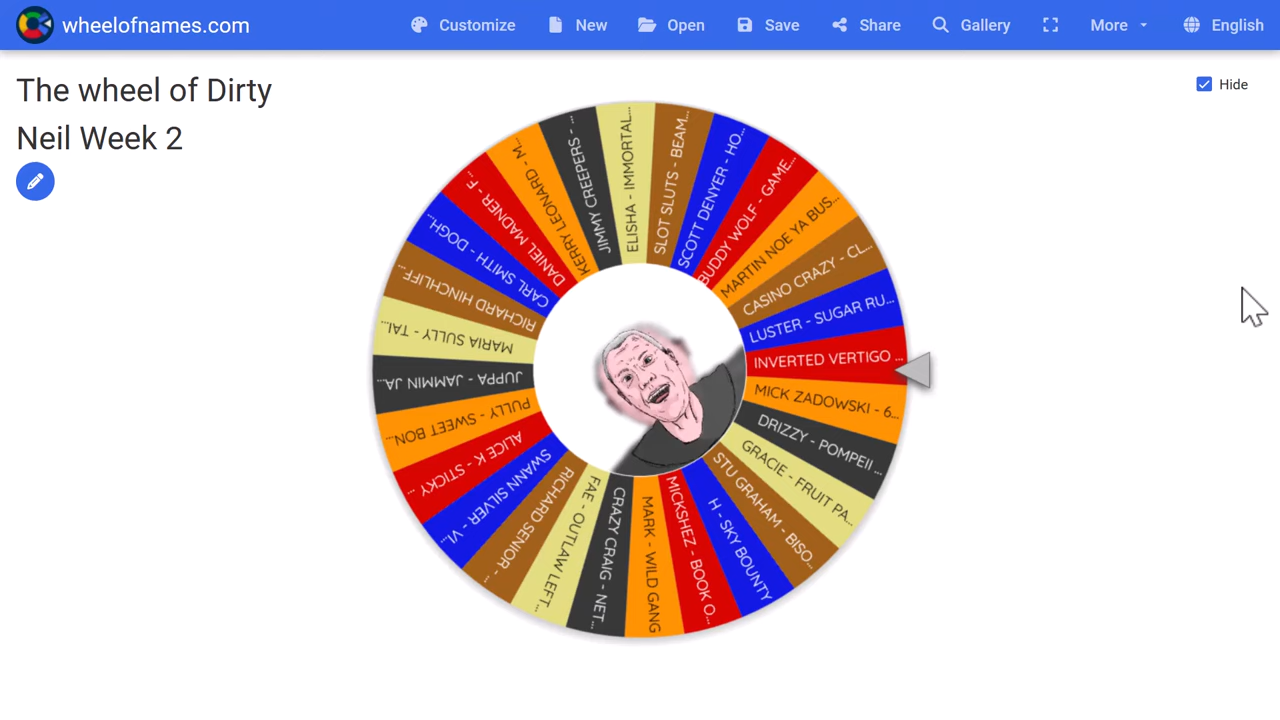 wheelofnames.com
Customize
New
Open
Save
Share
Gallery
More
English
The wheel of Dirty
Neil Week 2
Hide
INVERTED VERTIGO ...
MICK ZADOWSKI - 6...
DRIZZY - POMPEII ...
GRACIE - FRUIT PA...
STU GRAHAM - BISO...
H - SKY BOUNTY
MICKSHEZ - BOOK O...
MARK - WILD GANG
CRAZY CRAIG - NET...
FAE - OUTLAW LEFT...
RICHARD SENIOR - ...
SWANN SILVER - VI...
ALICE K - STICKY ...
PULLY - SWEET BON...
JUPPA - JAMMIN JA...
MARIA SULLY - TAI...
RICHARD HINCHLIFF...
CARL SMITH - DOGH...
DANIEL MADNER - F...
KERRY LEONARD - M...
JIMMY CREEPERS - ...
ELISHA - IMMORTAL...
SLOT SLUTS - BEAM...
SCOTT DENYER - HO...
BUDDY WOLF - GAME...
MARTIN NOE YA BUS...
CASINO CRAZY - CL...
LUSTER - SUGAR RU...